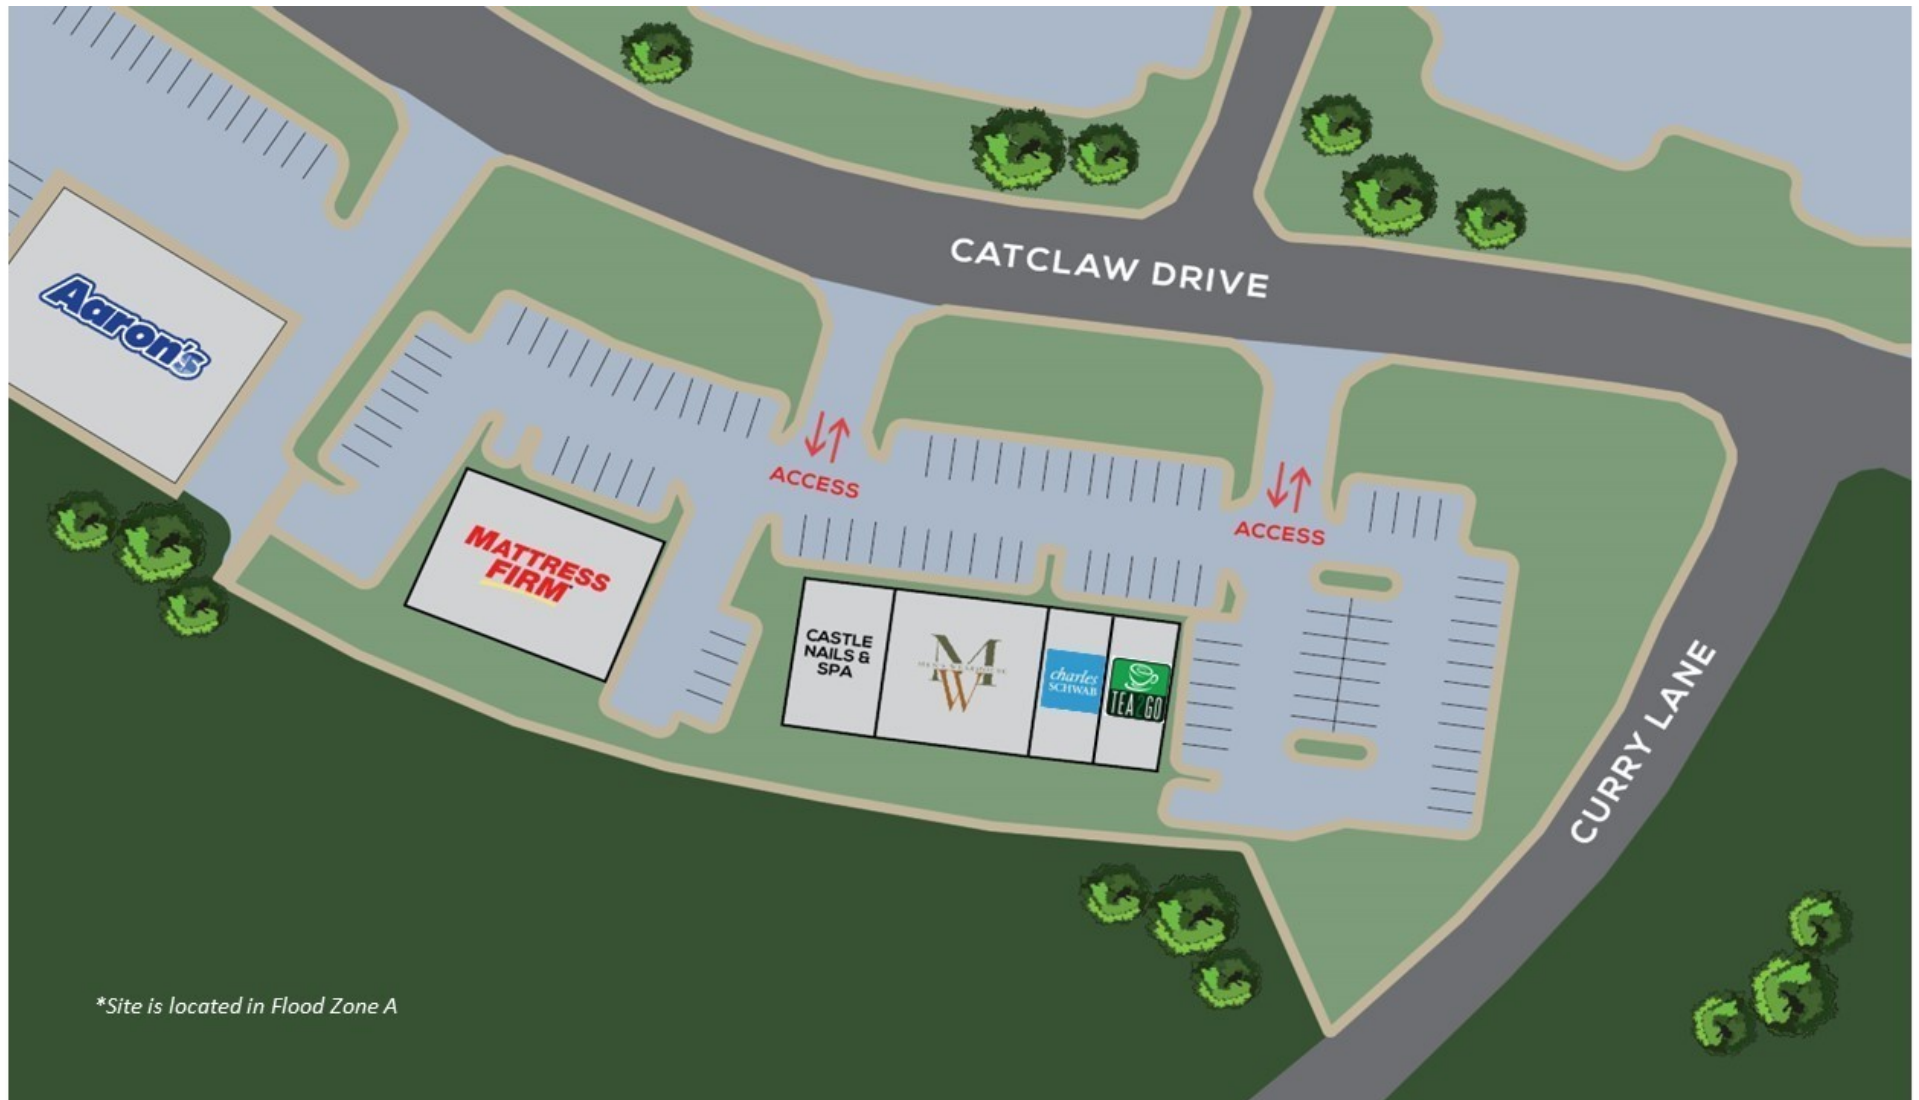 CATCLAW DRIVE
Aaron's
ACCESS
ACCESS
MATTRESS
FIRM
CASTLE
NAILS &
SPA
M
W
charles
SCHWAB
TEA2GO
CURRY LANE
*Site is located in Flood Zone A